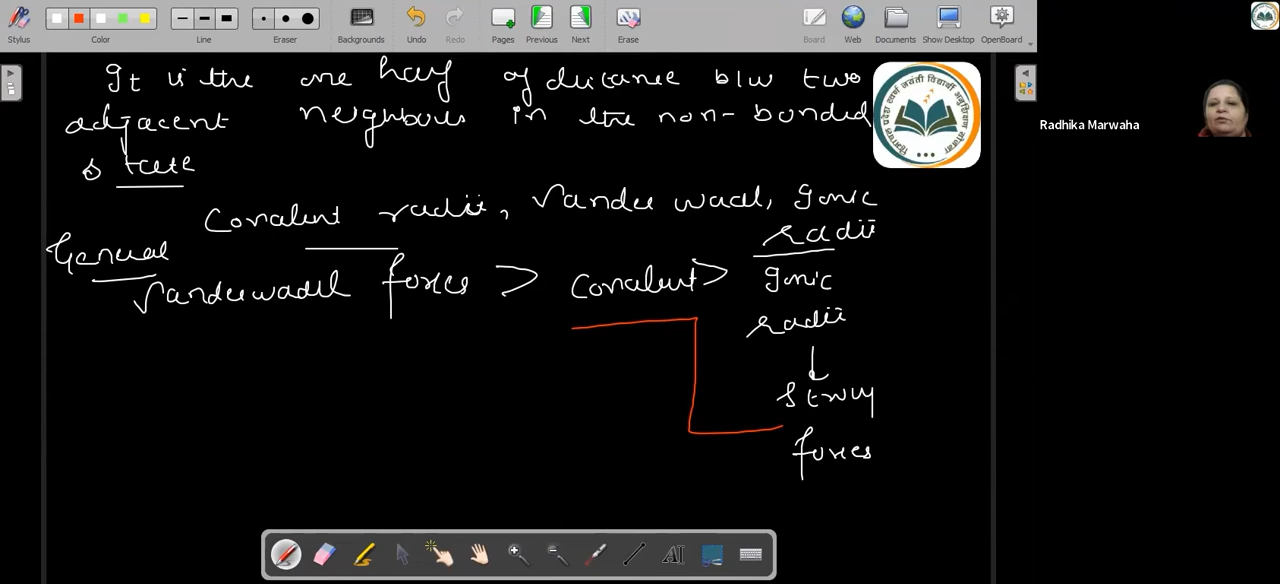 Stylus Color Line Eraser Backgrounds Undo Redo Pages Previous Next Erase Board Web Documents Show Desktop OpenBoard
It is the one half of distance b/w two
adjacent neighbours in the non-bonded
state
Covalent radii, Vander waal, Ionic
radii
General
Vanderwaal forces > Covalent > Ionic
radii
↓
strong
forces
Radhika Marwaha
AI